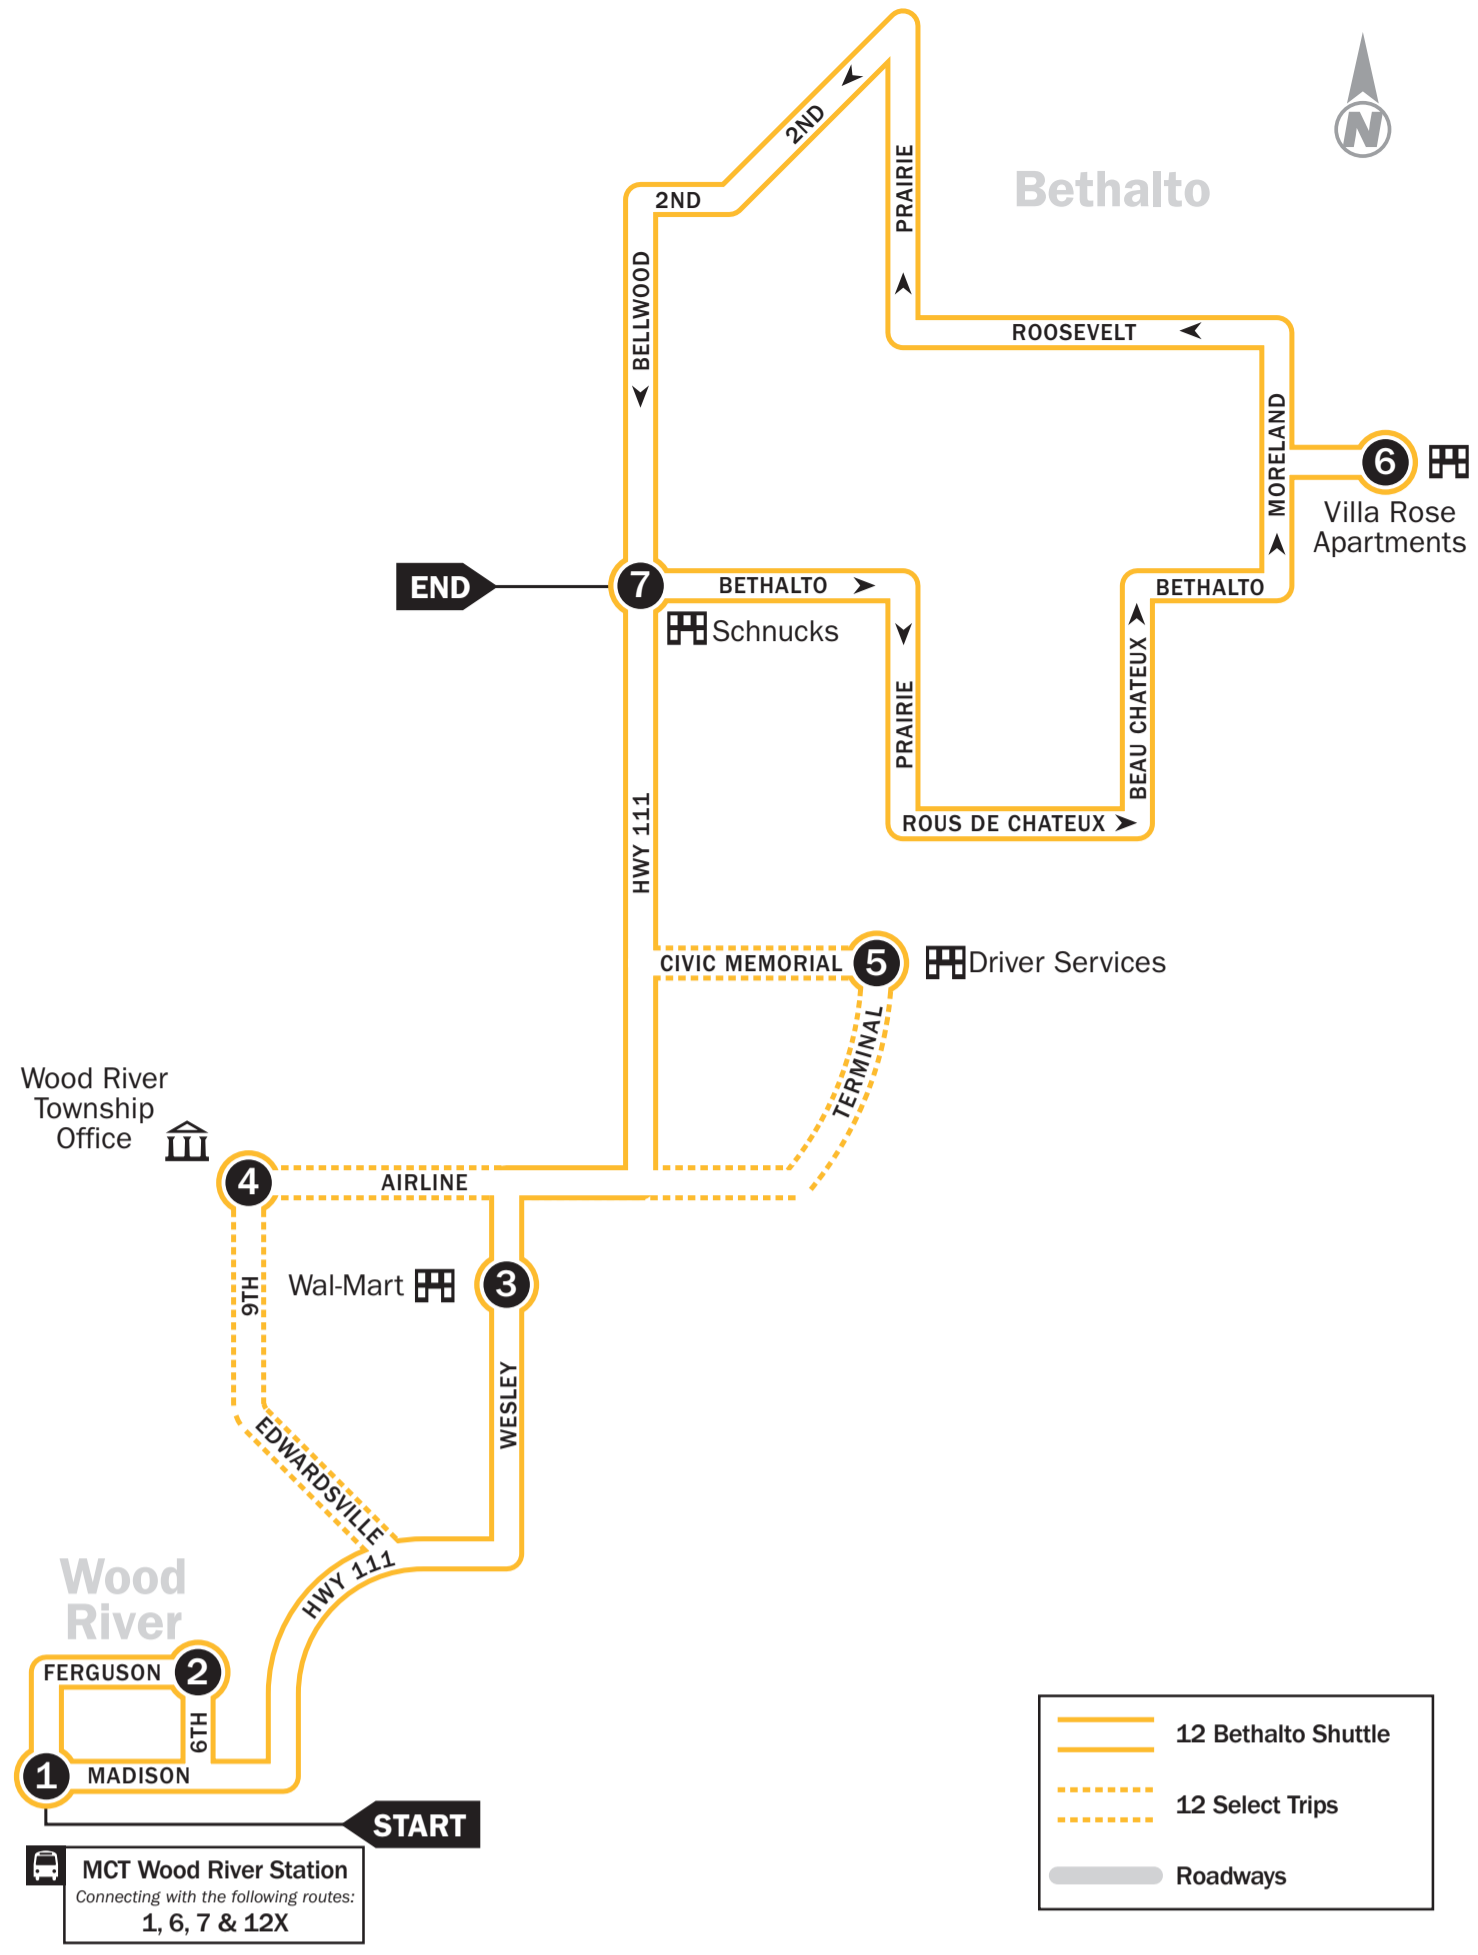 2ND
2ND
PRAIRIE
N
Bethalto
BELLWOOD
ROOSEVELT
MORELAND
6
Villa Rose
Apartments
END
7
BETHALTO
BETHALTO
Schnucks
PRAIRIE
BEAU CHATEUX
ROUS DE CHATEUX
HWY 111
CIVIC MEMORIAL
5
Driver Services
TERMINAL
Wood River
Township
Office
4
AIRLINE
9TH
Wal-Mart
3
WESLEY
EDWARDSVILLE
HWY 111
Wood
River
FERGUSON
2
6TH
1
MADISON
START
MCT Wood River Station
Connecting with the following routes:
1, 6, 7 & 12X
12 Bethalto Shuttle
12 Select Trips
Roadways